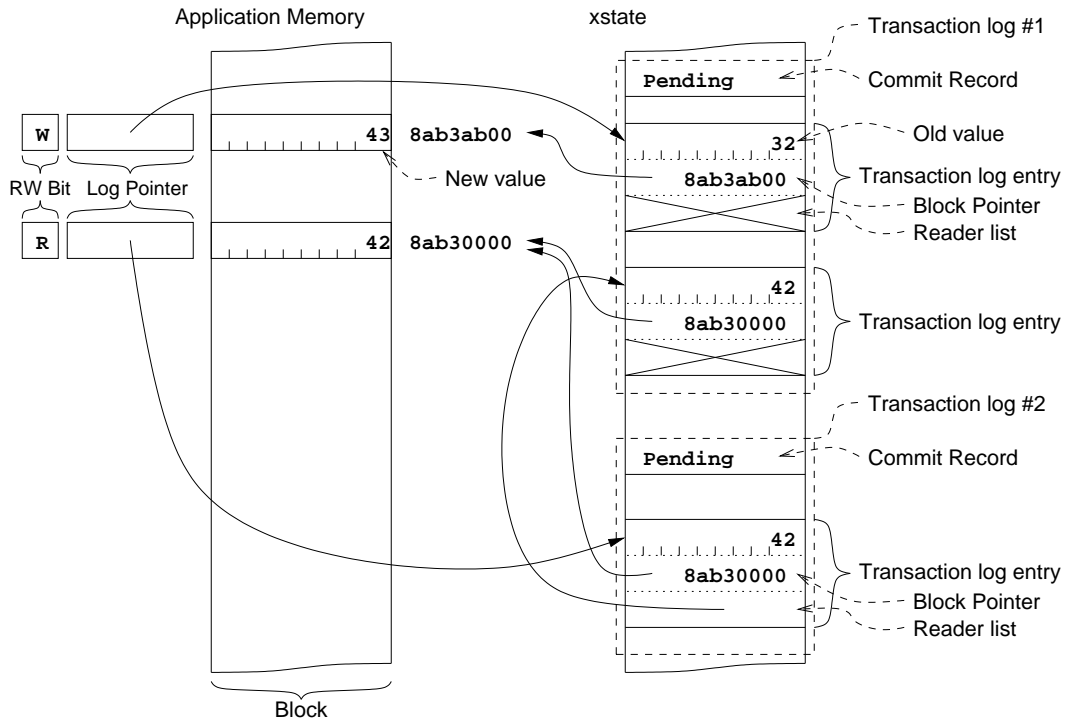 Application Memory
xstate
Transaction log #1
Pending
Commit Record
W
43
8ab3ab00
32
Old value
RW Bit
Log Pointer
New value
8ab3ab00
Transaction log entry
Block Pointer
Reader list
R
42
8ab30000
42
8ab30000
Transaction log entry
Transaction log #2
Pending
Commit Record
42
8ab30000
Transaction log entry
Block Pointer
Reader list
Block